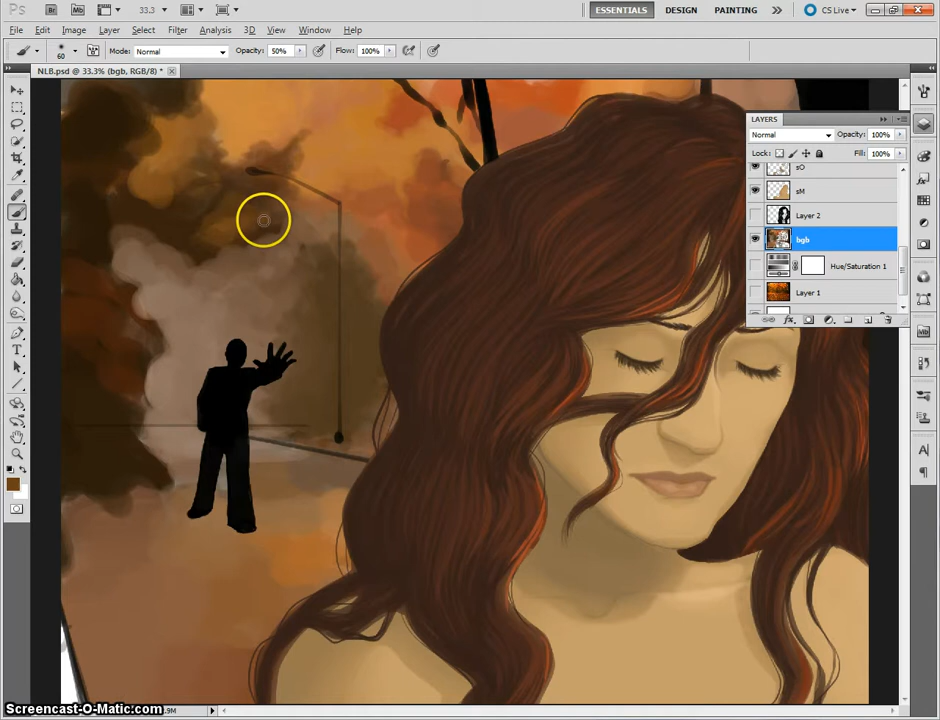 Ps Br Mb 33.3 ESSENTIALS DESIGN PAINTING CS Live
File Edit Image Layer Select Filter Analysis 3D View Window Help
60 Mode: Normal Opacity: 50% Flow: 100%
NLB.psd @ 33.3% (bgb, RGB/8) *
LAYERS
Normal Opacity: 100%
Lock: Fill: 100%
sO
sM
Layer 2
bgb
Hue/Saturation 1
Layer 1
Screencast-O-Matic.com